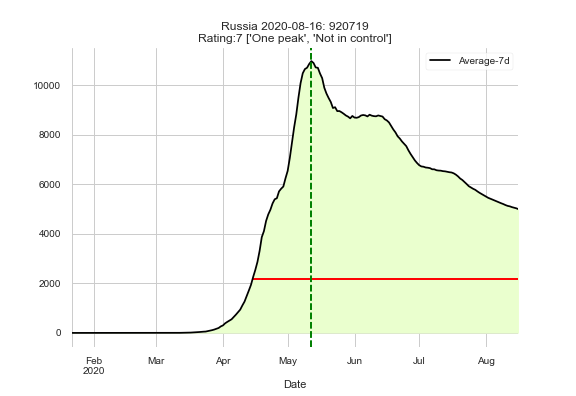 Russia 2020-08-16: 920719
Rating:7 ['One peak', 'Not in control']
Average-7d
10000
8000
6000
4000
2000
0
Feb Mar Apr May Jun Jul Aug
2020
Date